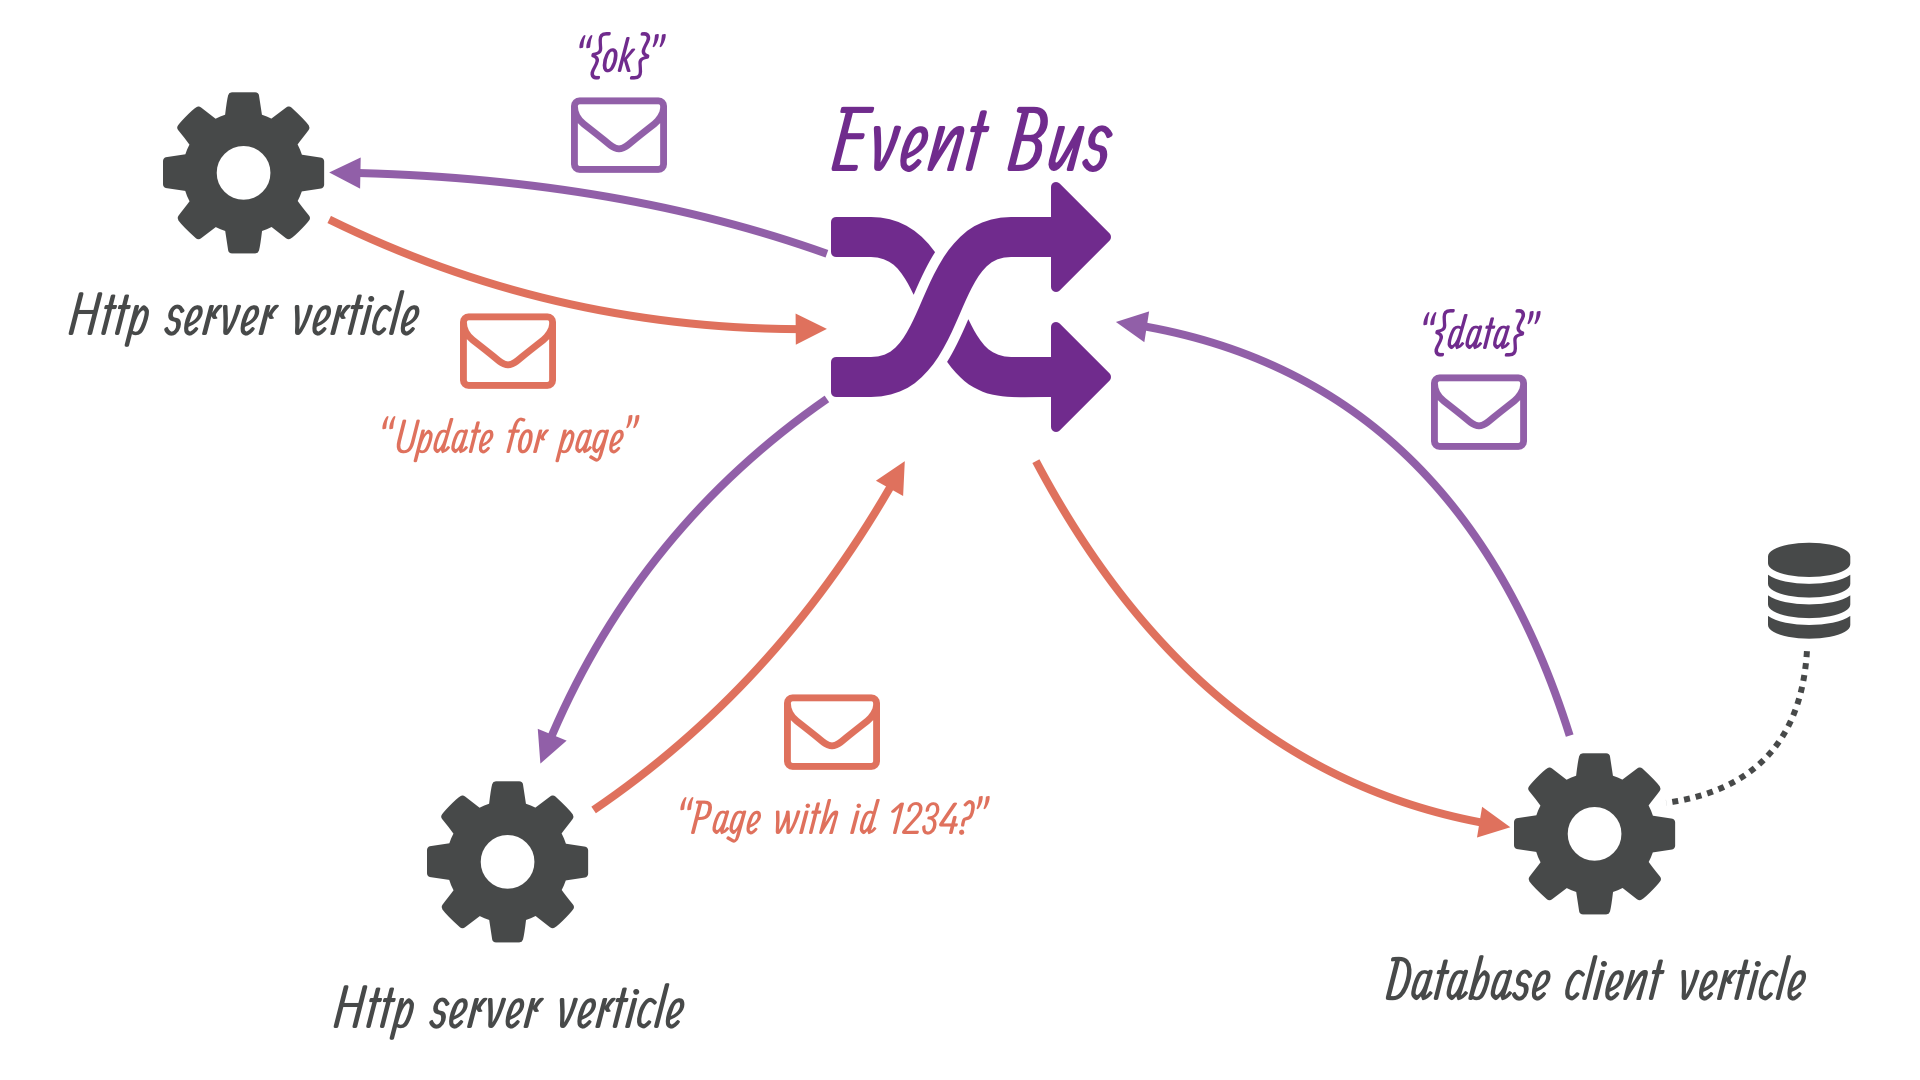 “{ok}”
Event Bus
Http server verticle
“Update for page”
“{data}”
“Page with id 1234?”
Database client verticle
Http server verticle